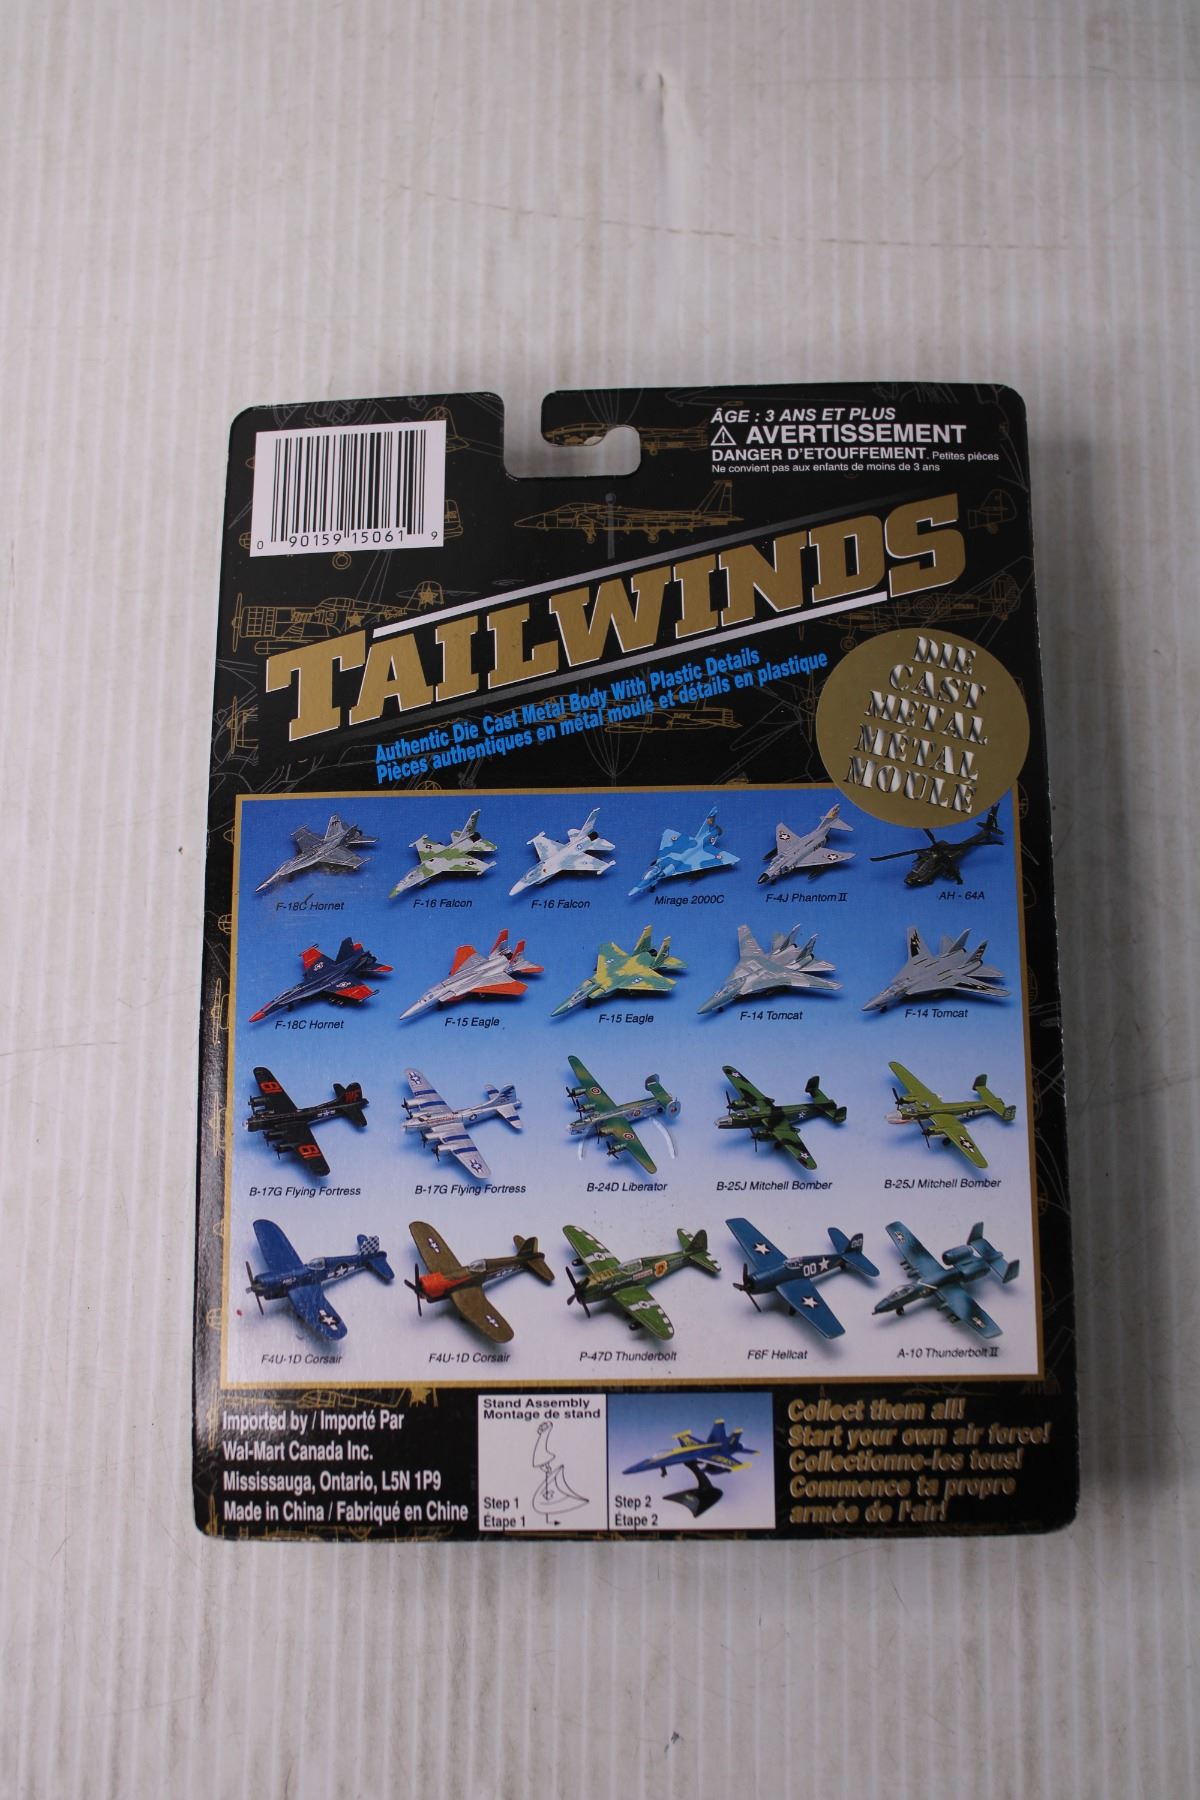 ÂGE : 3 ANS ET PLUS
⚠ AVERTISSEMENT
DANGER D'ETOUFFEMENT. Petites pièces
Ne convient pas aux enfants de moins de 3 ans
0 90159 15061 9
TAILWINDS
Authentic Die Cast Metal Body With Plastic Details
Pièces authentiques en métal moulé et détails en plastique
DIE
CAST
METAL
MÉTAL
MOULÉ
F-18C Hornet F-16 Falcon F-16 Falcon Mirage 2000C F-4J Phantom II AH - 64A
F-18C Hornet F-15 Eagle F-15 Eagle F-14 Tomcat F-14 Tomcat
B-17G Flying Fortress B-17G Flying Fortress B-24D Liberator B-25J Mitchell Bomber B-25J Mitchell Bomber
F4U-1D Corsair F4U-1D Corsair P-47D Thunderbolt F6F Hellcat A-10 Thunderbolt II
Imported by / Importé Par
Wal-Mart Canada Inc.
Mississauga, Ontario, L5N 1P9
Made in China / Fabriqué en Chine
Stand Assembly
Montage de stand
Step 1
Étape 1
Step 2
Étape 2
Collect them all!
Start your own air force!
Collectionne-les tous!
Commence ta propre
armée de l'air!